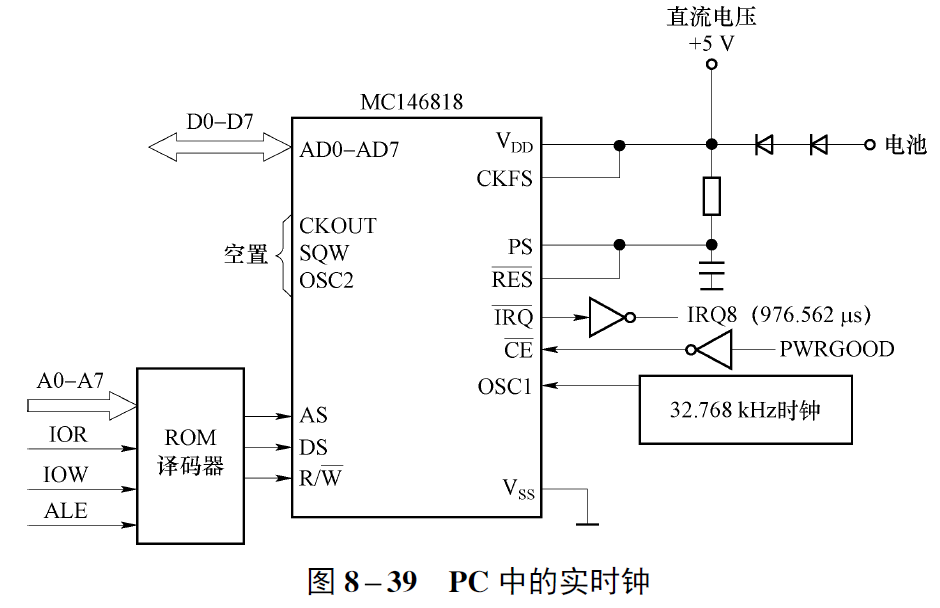 直流电压
+5 V
MC146818
D0–D7
AD0–AD7
V_DD
电池
CKFS
CKOUT
空置
SQW
OSC2
PS
RES
IRQ
IRQ8 (976.562 μs)
CE
PWRGOOD
OSC1
32.768 kHz时钟
A0–A7
IOR
IOW
ALE
ROM
译码器
AS
DS
R/W
V_SS
图 8–39 PC 中的实时钟